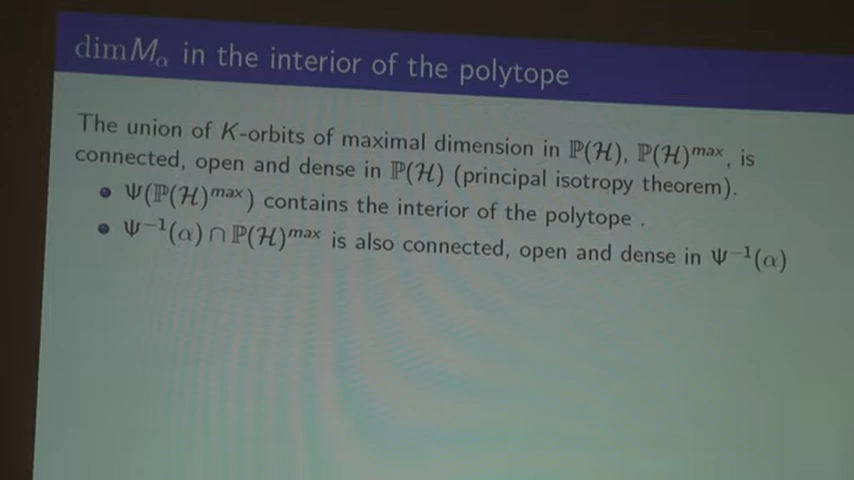 dimMα in the interior of the polytope
The union of K-orbits of maximal dimension in ℙ(ℋ), ℙ(ℋ)ᵐᵃˣ, is
connected, open and dense in ℙ(ℋ) (principal isotropy theorem).
• Ψ(ℙ(ℋ)ᵐᵃˣ) contains the interior of the polytope .
• Ψ⁻¹(α) ∩ ℙ(ℋ)ᵐᵃˣ is also connected, open and dense in Ψ⁻¹(α)